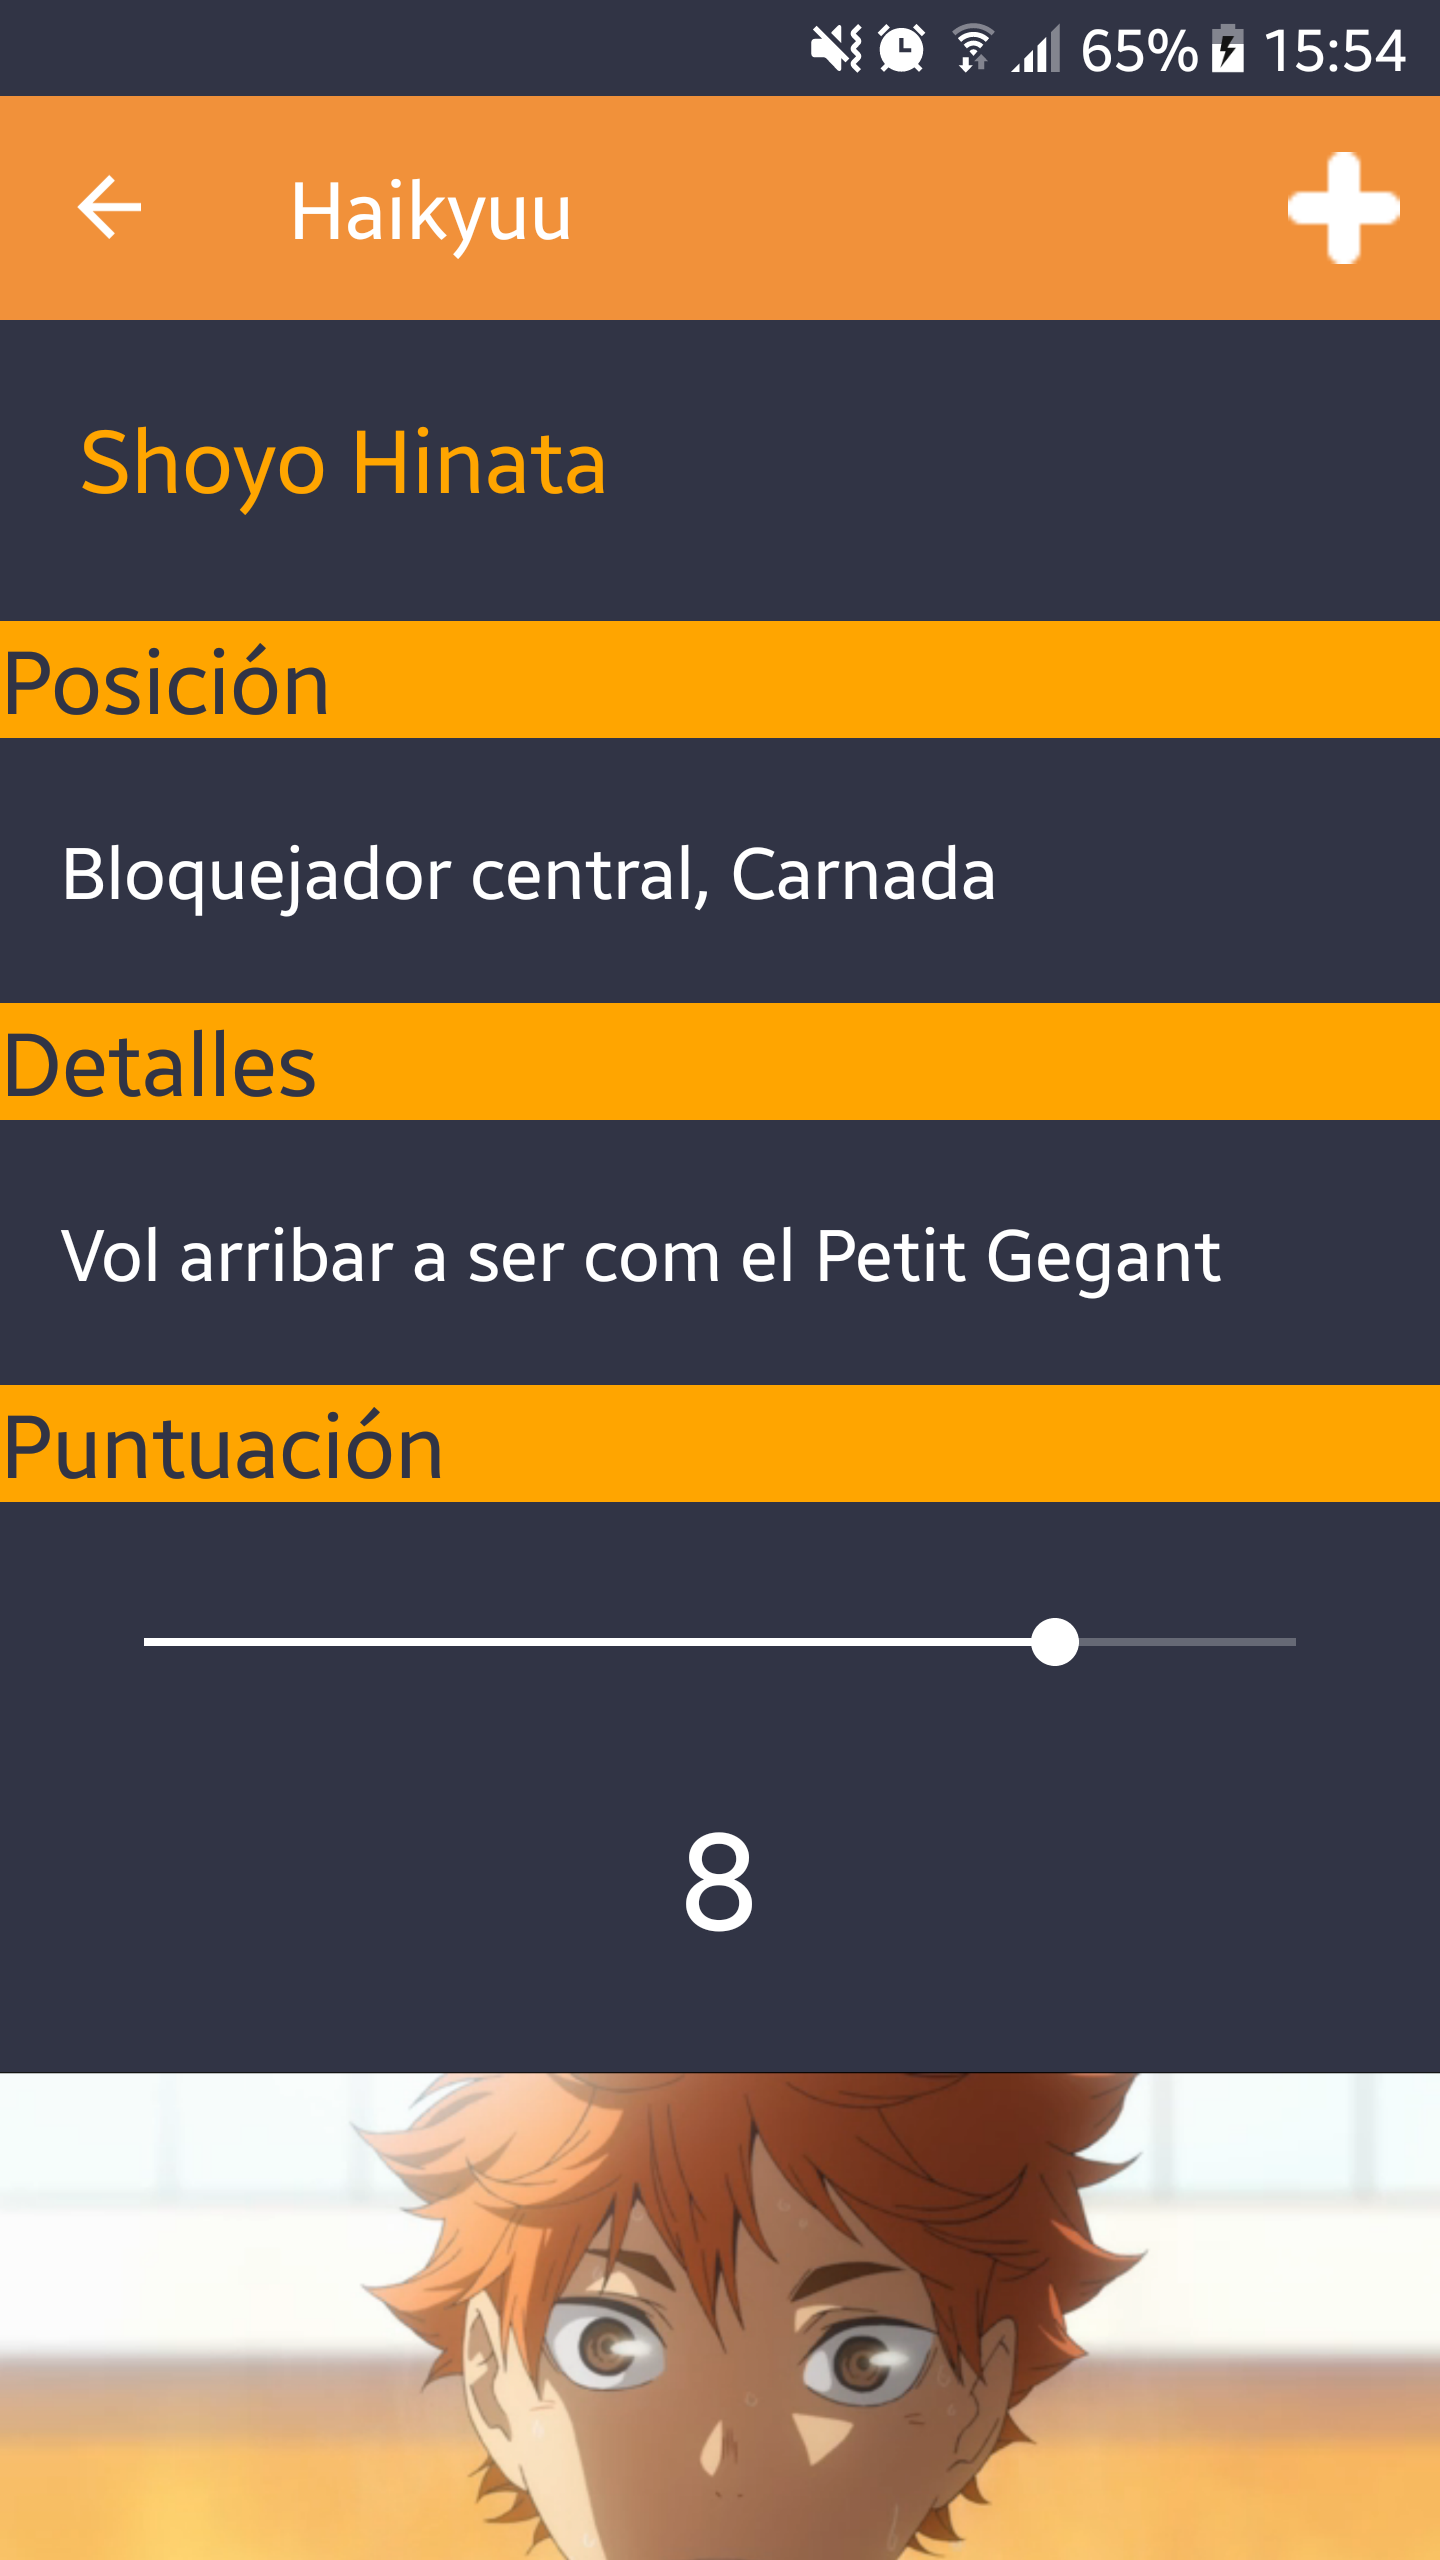 65% 15:54
Haikyuu
Shoyo Hinata
Posición
Bloquejador central, Carnada
Detalles
Vol arribar a ser com el Petit Gegant
Puntuación
8